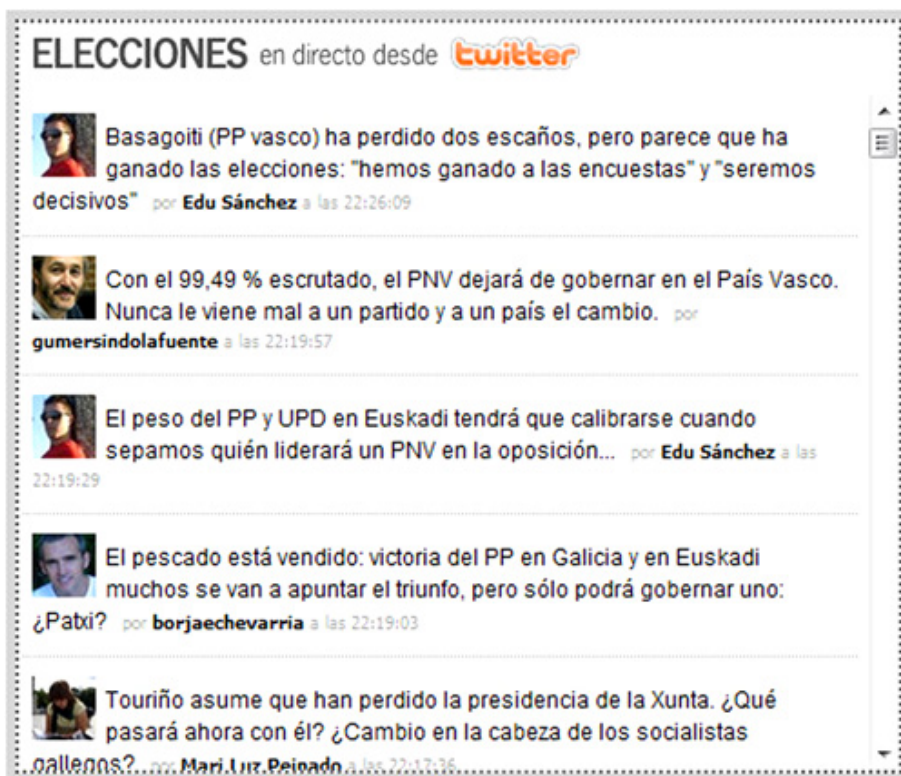 ELECCIONES en directo desde twitter
Basagoiti (PP vasco) ha perdido dos escaños, pero parece que ha
ganado las elecciones: "hemos ganado a las encuestas" y "seremos
decisivos" por Edu Sánchez a las 22:26:09
Con el 99,49 % escrutado, el PNV dejará de gobernar en el País Vasco.
Nunca le viene mal a un partido y a un país el cambio. por
gumersindolafuente a las 22:19:57
El peso del PP y UPD en Euskadi tendrá que calibrarse cuando
sepamos quién liderará un PNV en la oposición... por Edu Sánchez a las
22:19:29
El pescado está vendido: victoria del PP en Galicia y en Euskadi
muchos se van a apuntar el triunfo, pero sólo podrá gobernar uno:
¿Patxi? por borjaechevarria a las 22:19:03
Touriño asume que han perdido la presidencia de la Xunta. ¿Qué
pasará ahora con él? ¿Cambio en la cabeza de los socialistas
gallegos? por Mari Luz Peinado a las 22:17:36